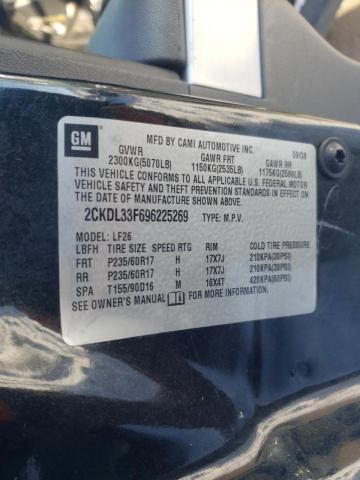 GM
MFD BY CAMI AUTOMOTIVE INC. 09/08
GVWR GAWR FRT GAWR RR
2300KG(5070LB) 1150KG(2535LB) 1175KG(2590LB)
THIS VEHICLE CONFORMS TO ALL APPLICABLE U.S. FEDERAL MOTOR
VEHICLE SAFETY STANDARDS IN EFFECT ON THE DATE OF
MANUFACTURE SHOWN ABOVE.
2CKDL33F696225269 TYPE: M.P.V.
MODEL: LF26
LBFH TIRE SIZE SPEED RTG RIM COLD TIRE PRESSURE
FRT P235/60R17 H 17X7J 210KPA(30PSI)
RR P235/60R17 H 17X7J 210KPA(30PSI)
SPA T155/90D16 M 16X4T 420KPA(60PSI)
SEE OWNER'S MANUAL FOR MORE INFORMATION.